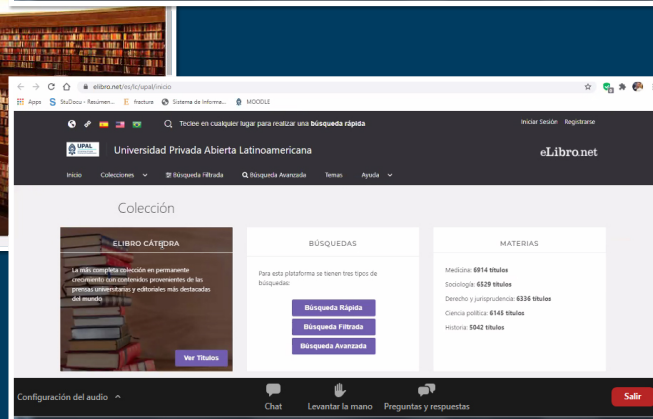 elibro.net/es/lc/upal/inicio
Apps StuDocu - Resúmen... E frextura Sistema de Informa... MOODLE
Teclee en cualquier lugar para realizar una búsqueda rápida
Iniciar Sesión Registrarse
UPAL
Universidad Privada Abierta Latinoamericana
eLibro.net
Inicio Colecciones Búsqueda Filtrada Búsqueda Avanzada Temas Ayuda
Colección
ELIBRO CÁTEDRA
La más completa colección en permanente
crecimiento con contenidos provenientes de las
prensas universitarias y editoriales más destacadas
del mundo
Ver Títulos
BÚSQUEDAS
Para esta plataforma se tienen tres tipos de
búsquedas:
Búsqueda Rápida
Búsqueda Filtrada
Búsqueda Avanzada
MATERIAS
Medicina: 6914 títulos
Sociología: 6529 títulos
Derecho y jurisprudencia: 6336 títulos
Ciencia política: 6145 títulos
Historia: 5042 títulos
Configuración del audio
Chat
Levantar la mano
Preguntas y respuestas
Salir